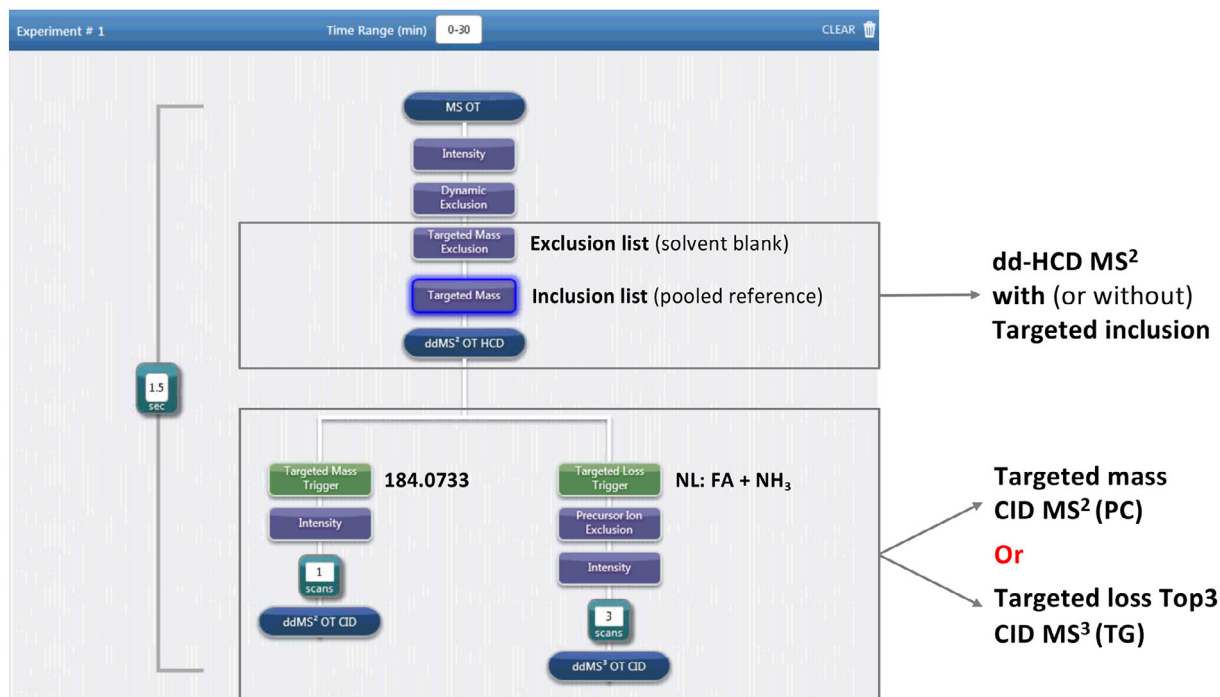 Experiment # 1 Time Range (min) 0-30 CLEAR
MS OT
Intensity
Dynamic
Exclusion
Targeted Mass
Exclusion
Exclusion list (solvent blank)
Targeted Mass
Inclusion list (pooled reference)
ddMS² OT HCD
dd-HCD MS²
with (or without)
Targeted inclusion
1.5
sec
Targeted Mass
Trigger
184.0733
Intensity
1
scans
ddMS² OT CID
Targeted Loss
Trigger
NL: FA + NH₃
Precursor Ion
Exclusion
Intensity
3
scans
ddMS³ OT CID
Targeted mass
CID MS² (PC)
Or
Targeted loss Top3
CID MS³ (TG)